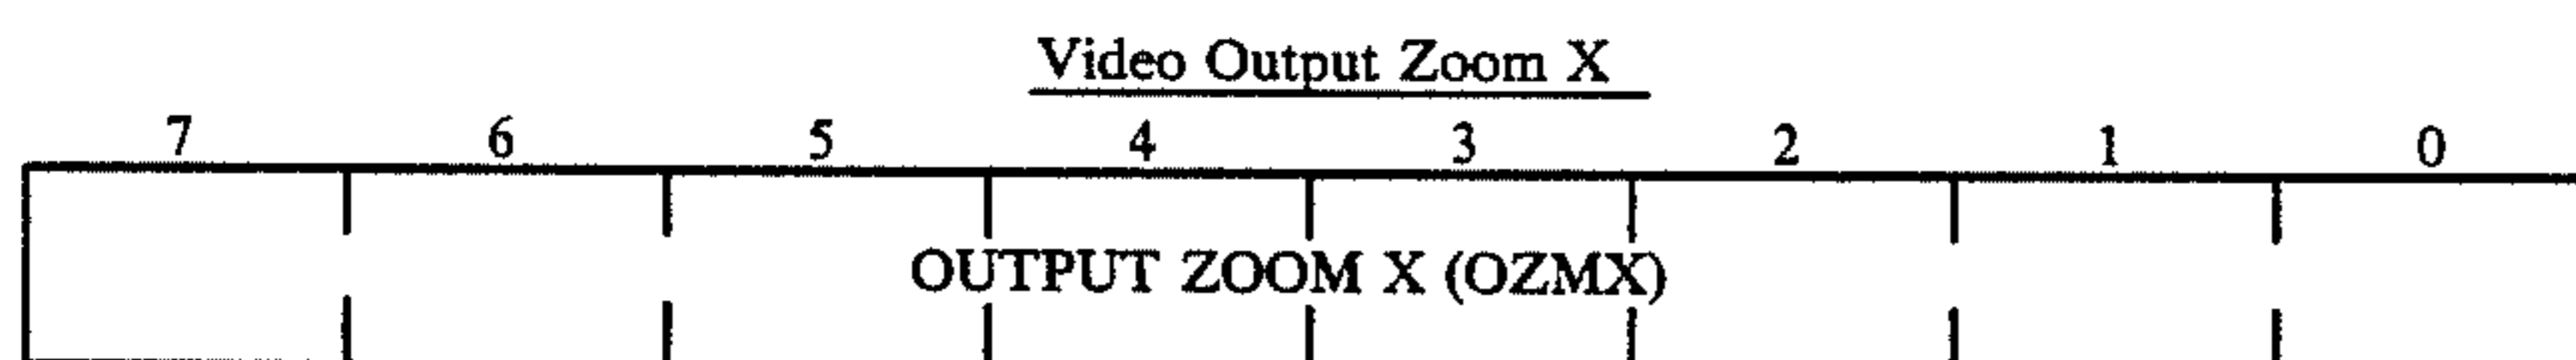 Video Output Zoom X
7 6 5 4 3 2 1 0
OUTPUT ZOOM X (OZMX)